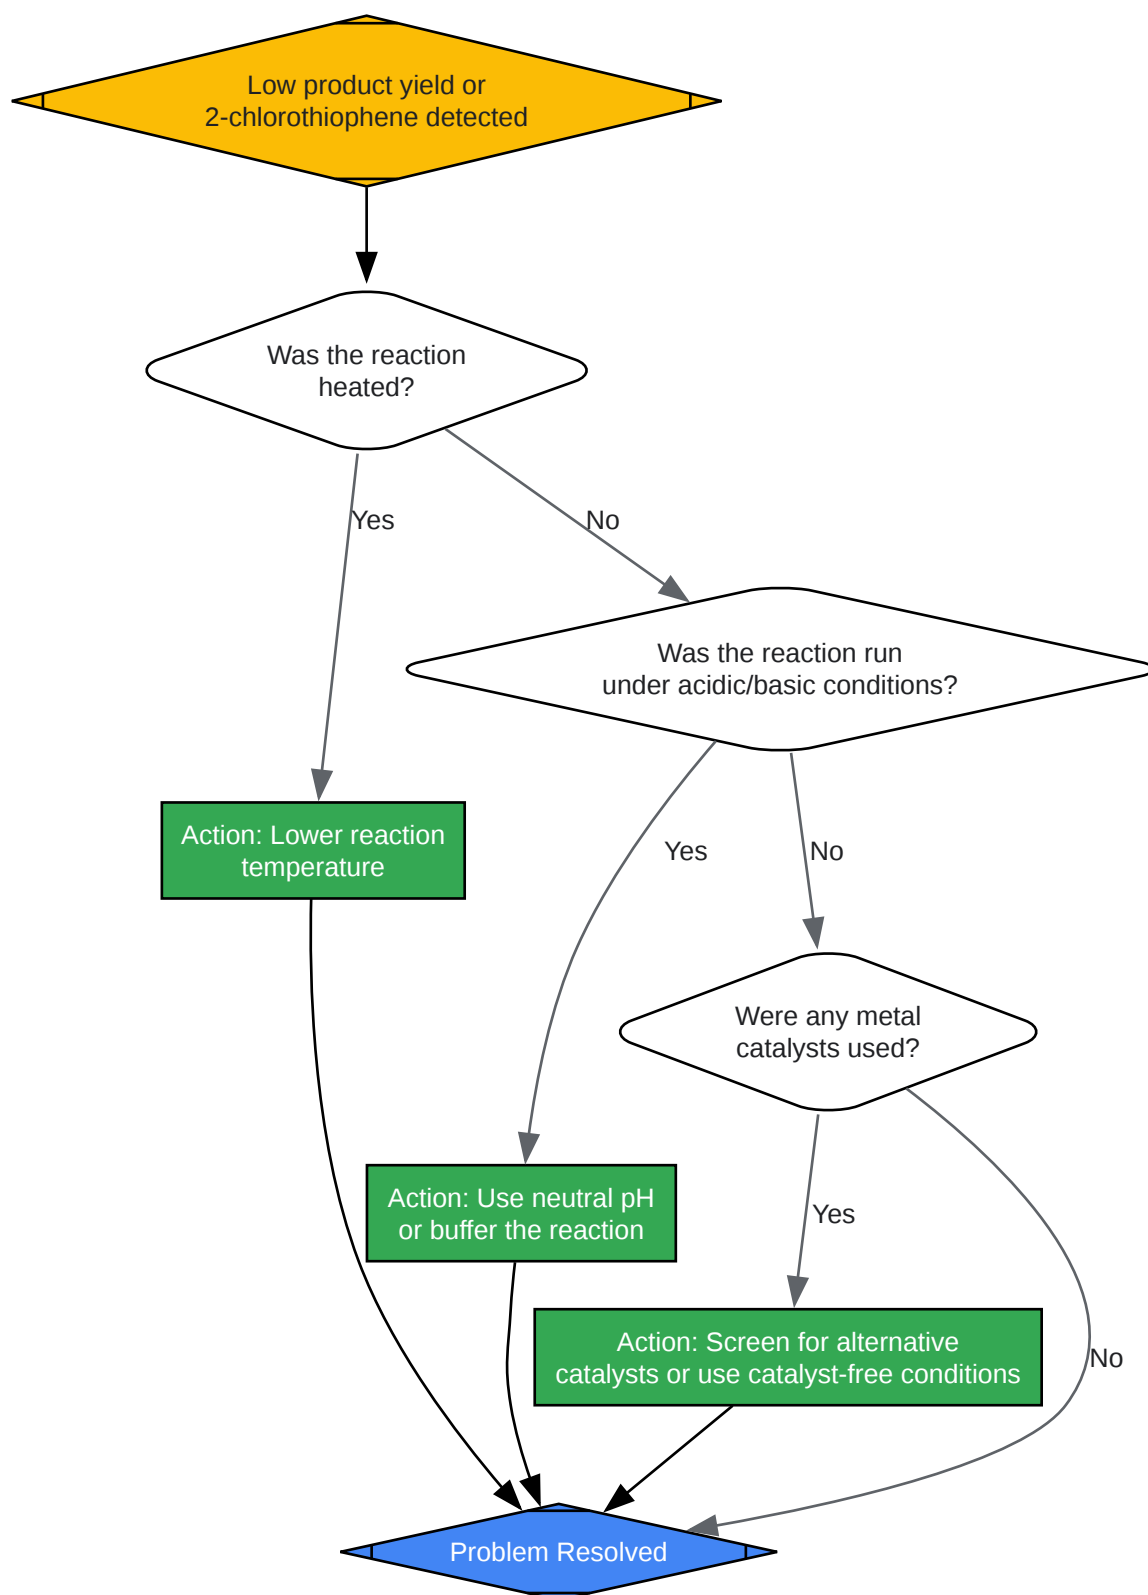 Low product yield or
2-chlorothiophene detected
Was the reaction
heated?
Yes
No
Was the reaction run
under acidic/basic conditions?
Action: Lower reaction
temperature
Yes
No
Were any metal
catalysts used?
Action: Use neutral pH
or buffer the reaction
Yes
Action: Screen for alternative
catalysts or use catalyst-free conditions
No
Problem Resolved